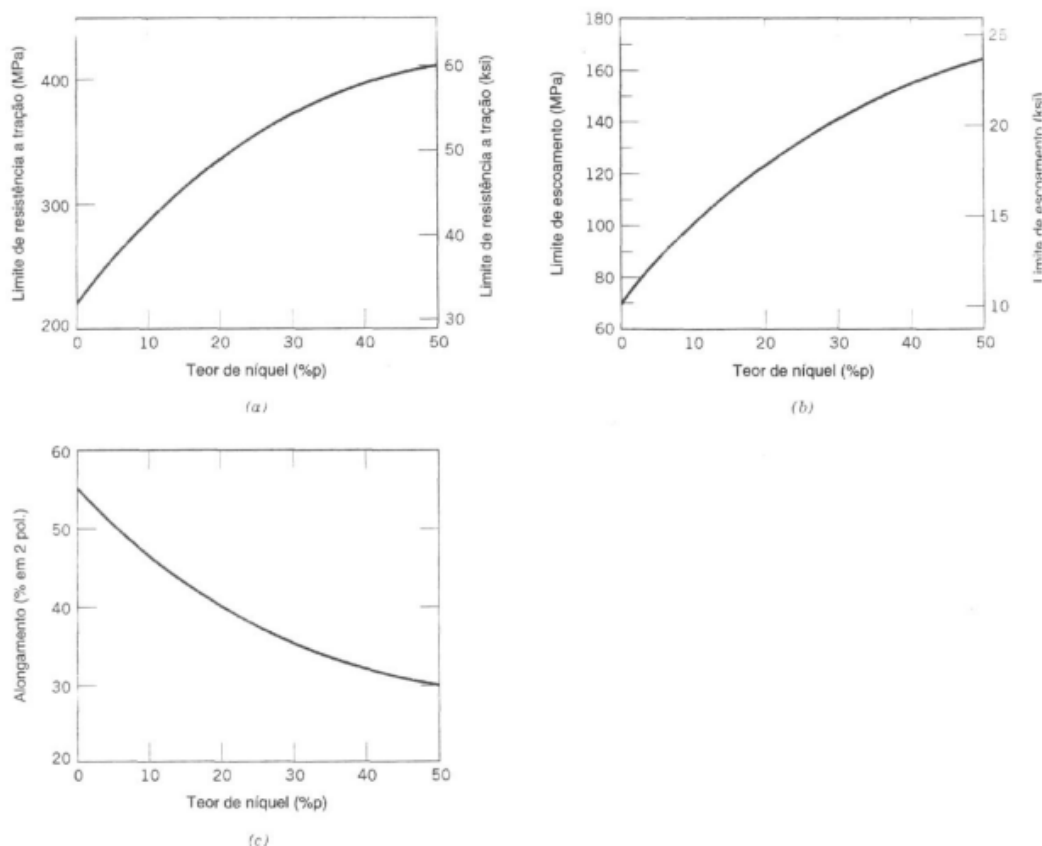 Limite de resistência a tração (MPa)
400
300
200
60
50
40
30
Limite de resistência a tração (ksi)
0 10 20 30 40 50
Teor de níquel (%p)
(a)
Limite de escoamento (MPa)
180
160
140
120
100
80
60
25
20
15
10
Limite de escoamento (ksi)
0 10 20 30 40 50
Teor de níquel (%p)
(b)
Alongamento (% em 2 pol.)
60
50
40
30
20
0 10 20 30 40 50
Teor de níquel (%p)
(c)